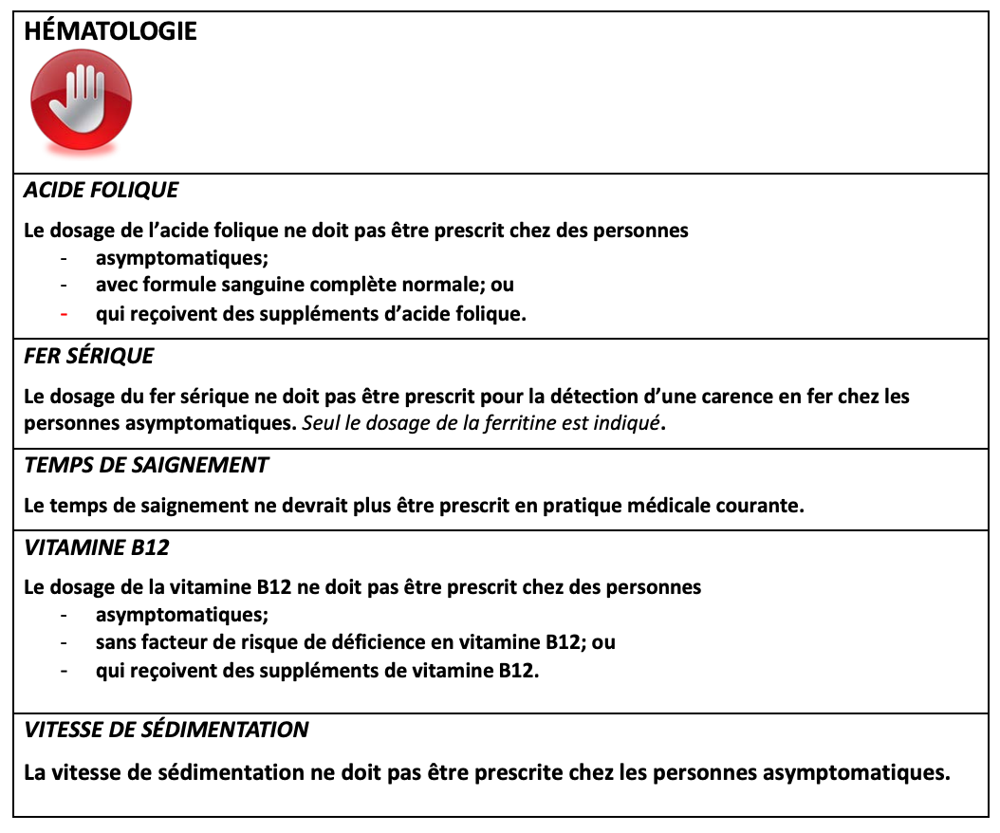 HÉMATOLOGIE
ACIDE FOLIQUE
Le dosage de l’acide folique ne doit pas être prescrit chez des personnes
- asymptomatiques;
- avec formule sanguine complète normale; ou
- qui reçoivent des suppléments d’acide folique.
FER SÉRIQUE
Le dosage du fer sérique ne doit pas être prescrit pour la détection d’une carence en fer chez les
personnes asymptomatiques. Seul le dosage de la ferritine est indiqué.
TEMPS DE SAIGNEMENT
Le temps de saignement ne devrait plus être prescrit en pratique médicale courante.
VITAMINE B12
Le dosage de la vitamine B12 ne doit pas être prescrit chez des personnes
- asymptomatiques;
- sans facteur de risque de déficience en vitamine B12; ou
- qui reçoivent des suppléments de vitamine B12.
VITESSE DE SÉDIMENTATION
La vitesse de sédimentation ne doit pas être prescrite chez les personnes asymptomatiques.